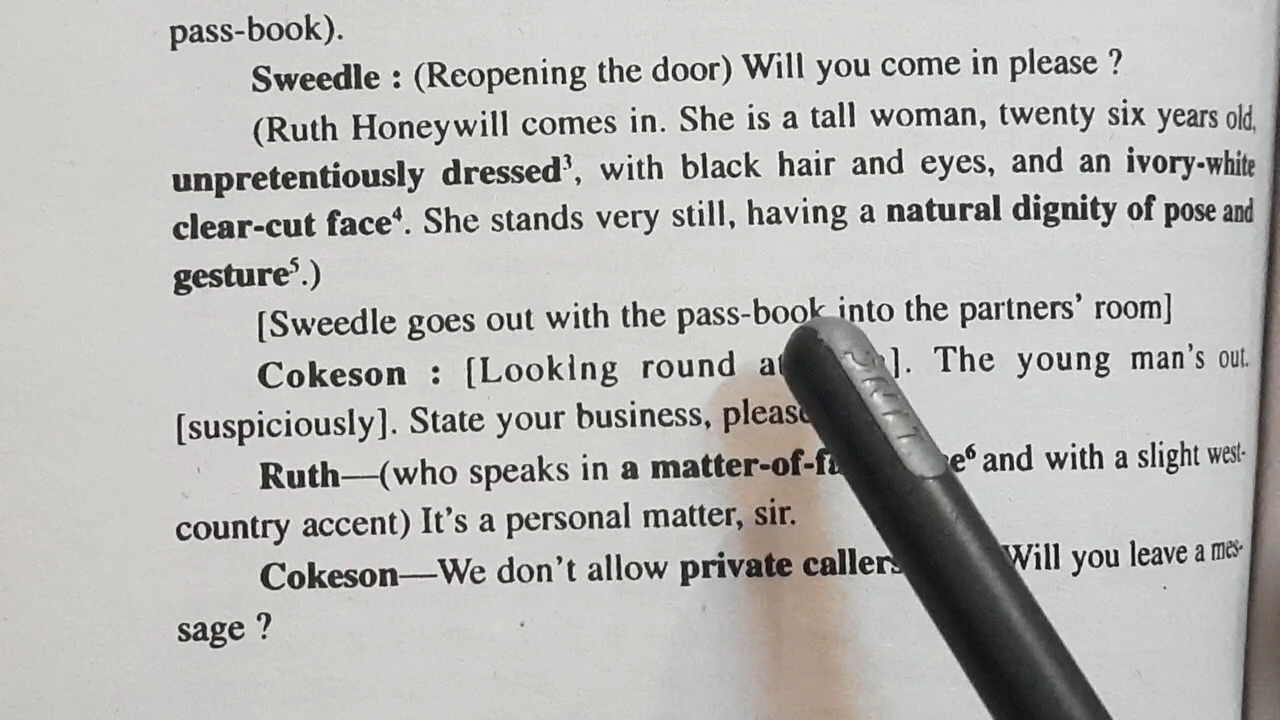 pass-book).
Sweedle : (Reopening the door) Will you come in please ?
(Ruth Honeywill comes in. She is a tall woman, twenty six years old,
unpretentiously dressed³, with black hair and eyes, and an ivory-white
clear-cut face⁴. She stands very still, having a natural dignity of pose and
gesture⁵.)
[Sweedle goes out with the pass-book into the partners' room]
Cokeson : [Looking round ]. The young man's out.
[suspiciously]. State your business,
Ruth—(who speaks in a and with a slight west-
country accent) It's a personal matter, sir.
Cokeson—We don't allow private callers Will you leave a mes-
sage ?